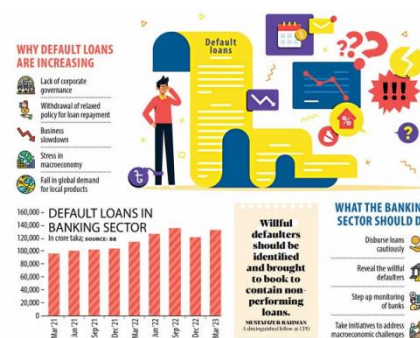 WHY DEFAULT LOANS
ARE INCREASING
Lack of corporate
governance
Withdrawal of relaxed
policy for loan repayment
Business
slowdown
Stress in
macroeconomy
Fall in global demand
for local products
Default
loans
???
!!!
%
?
৳
DEFAULT LOANS IN
BANKING SECTOR
In crore taka; SOURCE: BB
160,000
140,000
120,000
100,000
80,000
60,000
40,000
20,000
0
Mar'21
Jun'21
Sep'21
Dec'21
Mar'22
Jun'22
Sep'22
Dec'22
Mar'23
Willful
defaulters
should be
identified
and brought
to book to
contain non-
performing
loans.
MUSTAFIZUR RAHMAN
A distinguished fellow at CPD
WHAT THE BANKIN
SECTOR SHOULD D
Disburse loans
cautiously
Reveal the willful
defaulters
Step up monitoring
of banks
Take initiatives to address
macroeconomic challenges